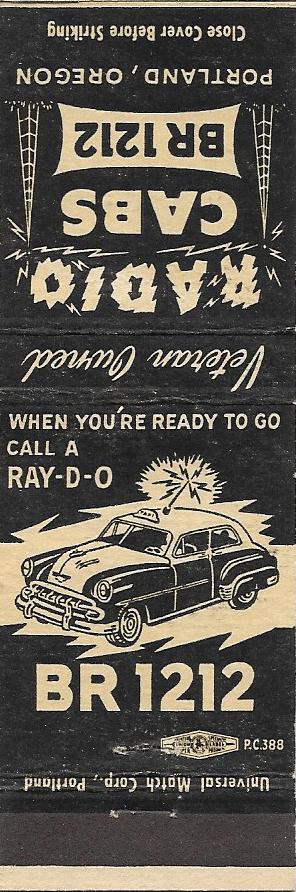 Close Cover Before Striking
PORTLAND, OREGON
BR 1212
CABS
RADIO
Veteran Owned
WHEN YOU'RE READY TO GO
CALL A
RAY-D-O
TAXI
BR 1212
P.C.388
Universal Match Corp., Portland